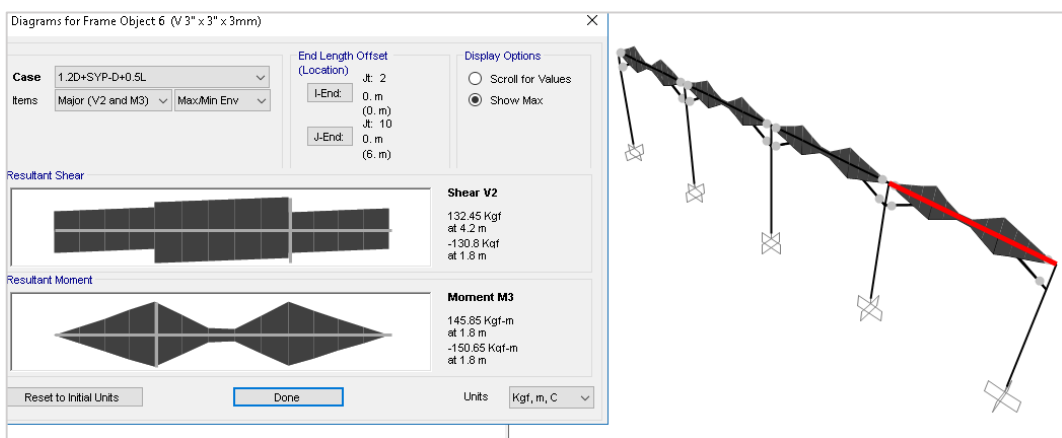 Diagrams for Frame Object 6 (V 3" x 3" x 3mm)
Case
1.2D+SYP-D+0.5L
Items
Major (V2 and M3)
Max/Min Env
End Length Offset
(Location)
I-End:
Jt: 2
0. m
(0. m)
J-End:
Jt: 10
0. m
(6. m)
Display Options
Scroll for Values
Show Max
Resultant Shear
Shear V2
132.45 Kgf
at 4.2 m
-130.8 Kgf
at 1.8 m
Resultant Moment
Moment M3
145.85 Kgf-m
at 1.8 m
-150.65 Kgf-m
at 1.8 m
Reset to Initial Units
Done
Units
Kgf, m, C